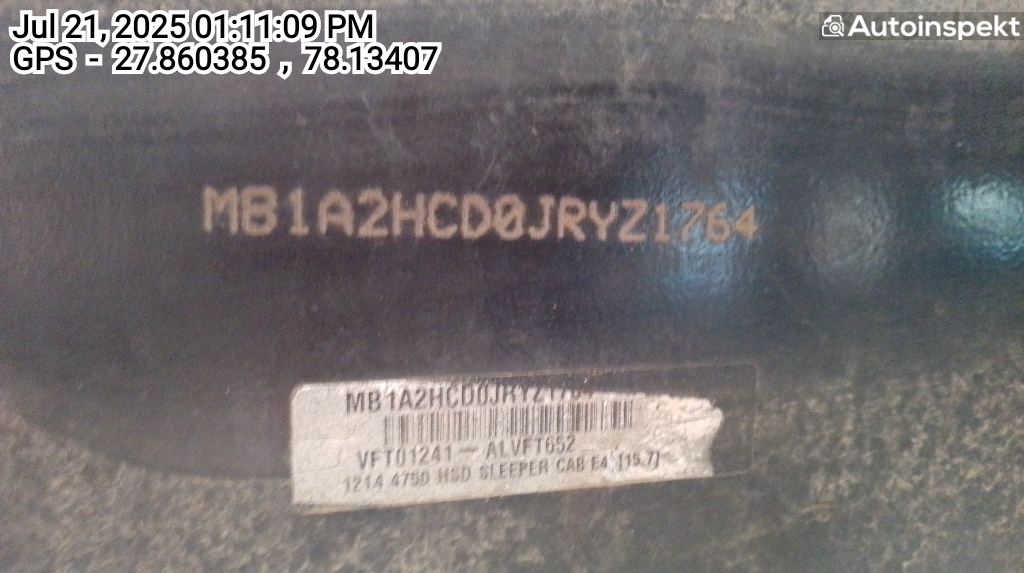 Jul 21, 2025 01:11:09 PM
GPS - 27.860385 , 78.13407
Autoinspekt
MB1A2HCD0JRYZ1764
MB1A2HCD0JRYZ1764
VFT01241 - ALVFT652
1214 4750 HSD SLEEPER CAB E4 [15.7]